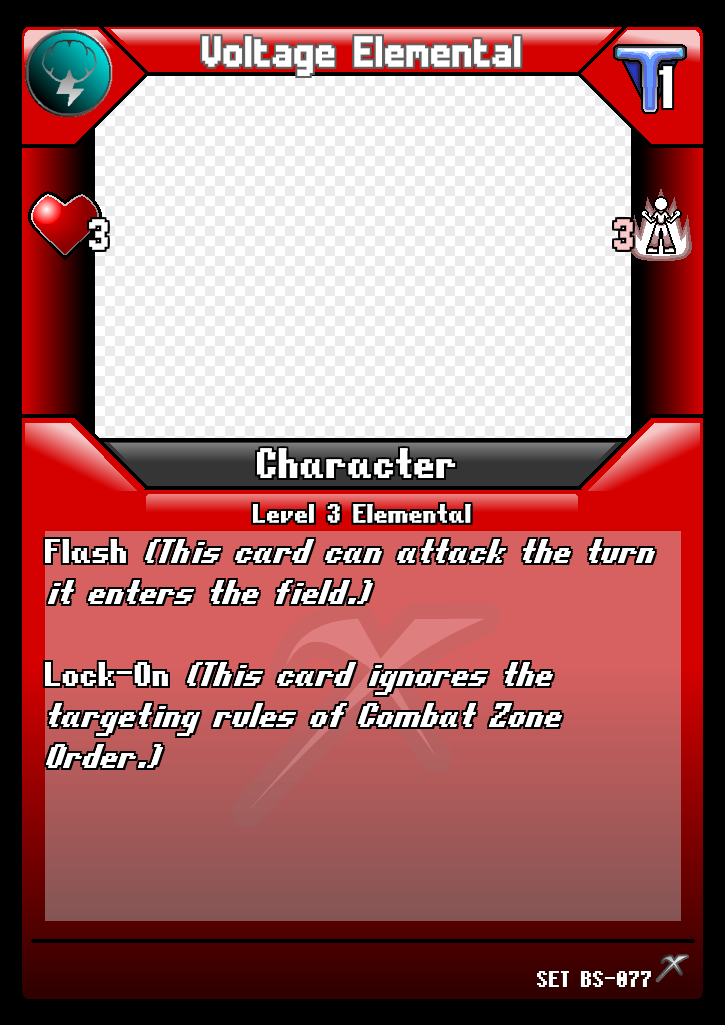 Voltage Elemental
T1
3
3
Character
Level 3 Elemental
Flash (This card can attack the turn
it enters the field.)
Lock-On (This card ignores the
targeting rules of Combat Zone
Order.)
SET BS-077